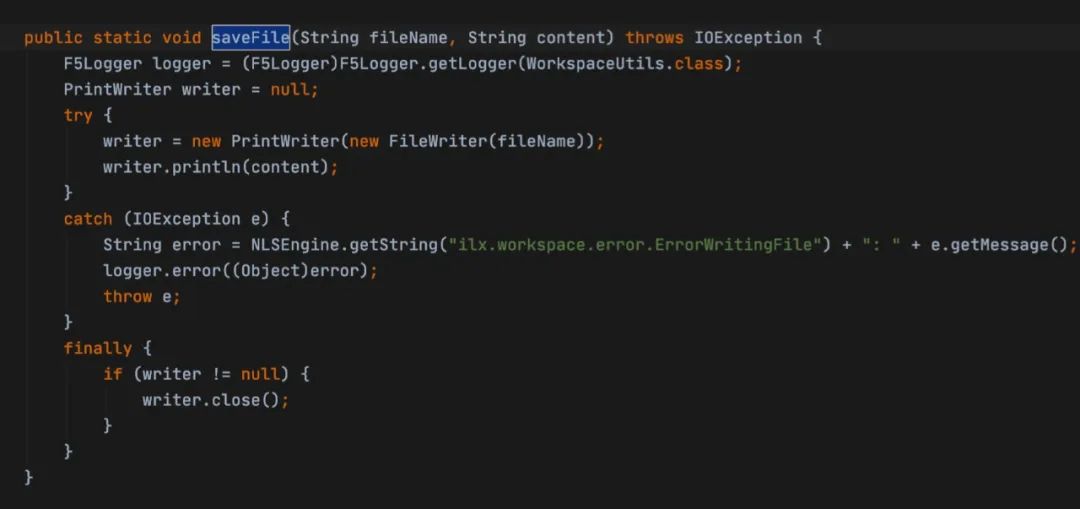 public static void saveFile(String fileName, String content) throws IOException {
    F5Logger logger = (F5Logger)F5Logger.getLogger(WorkspaceUtils.class);
    PrintWriter writer = null;
    try {
        writer = new PrintWriter(new FileWriter(fileName));
        writer.println(content);
    }
    catch (IOException e) {
        String error = NLSEngine.getString("ilx.workspace.error.ErrorWritingFile") + ": " + e.getMessage();
        logger.error((Object)error);
        throw e;
    }
    finally {
        if (writer != null) {
            writer.close();
        }
    }
}